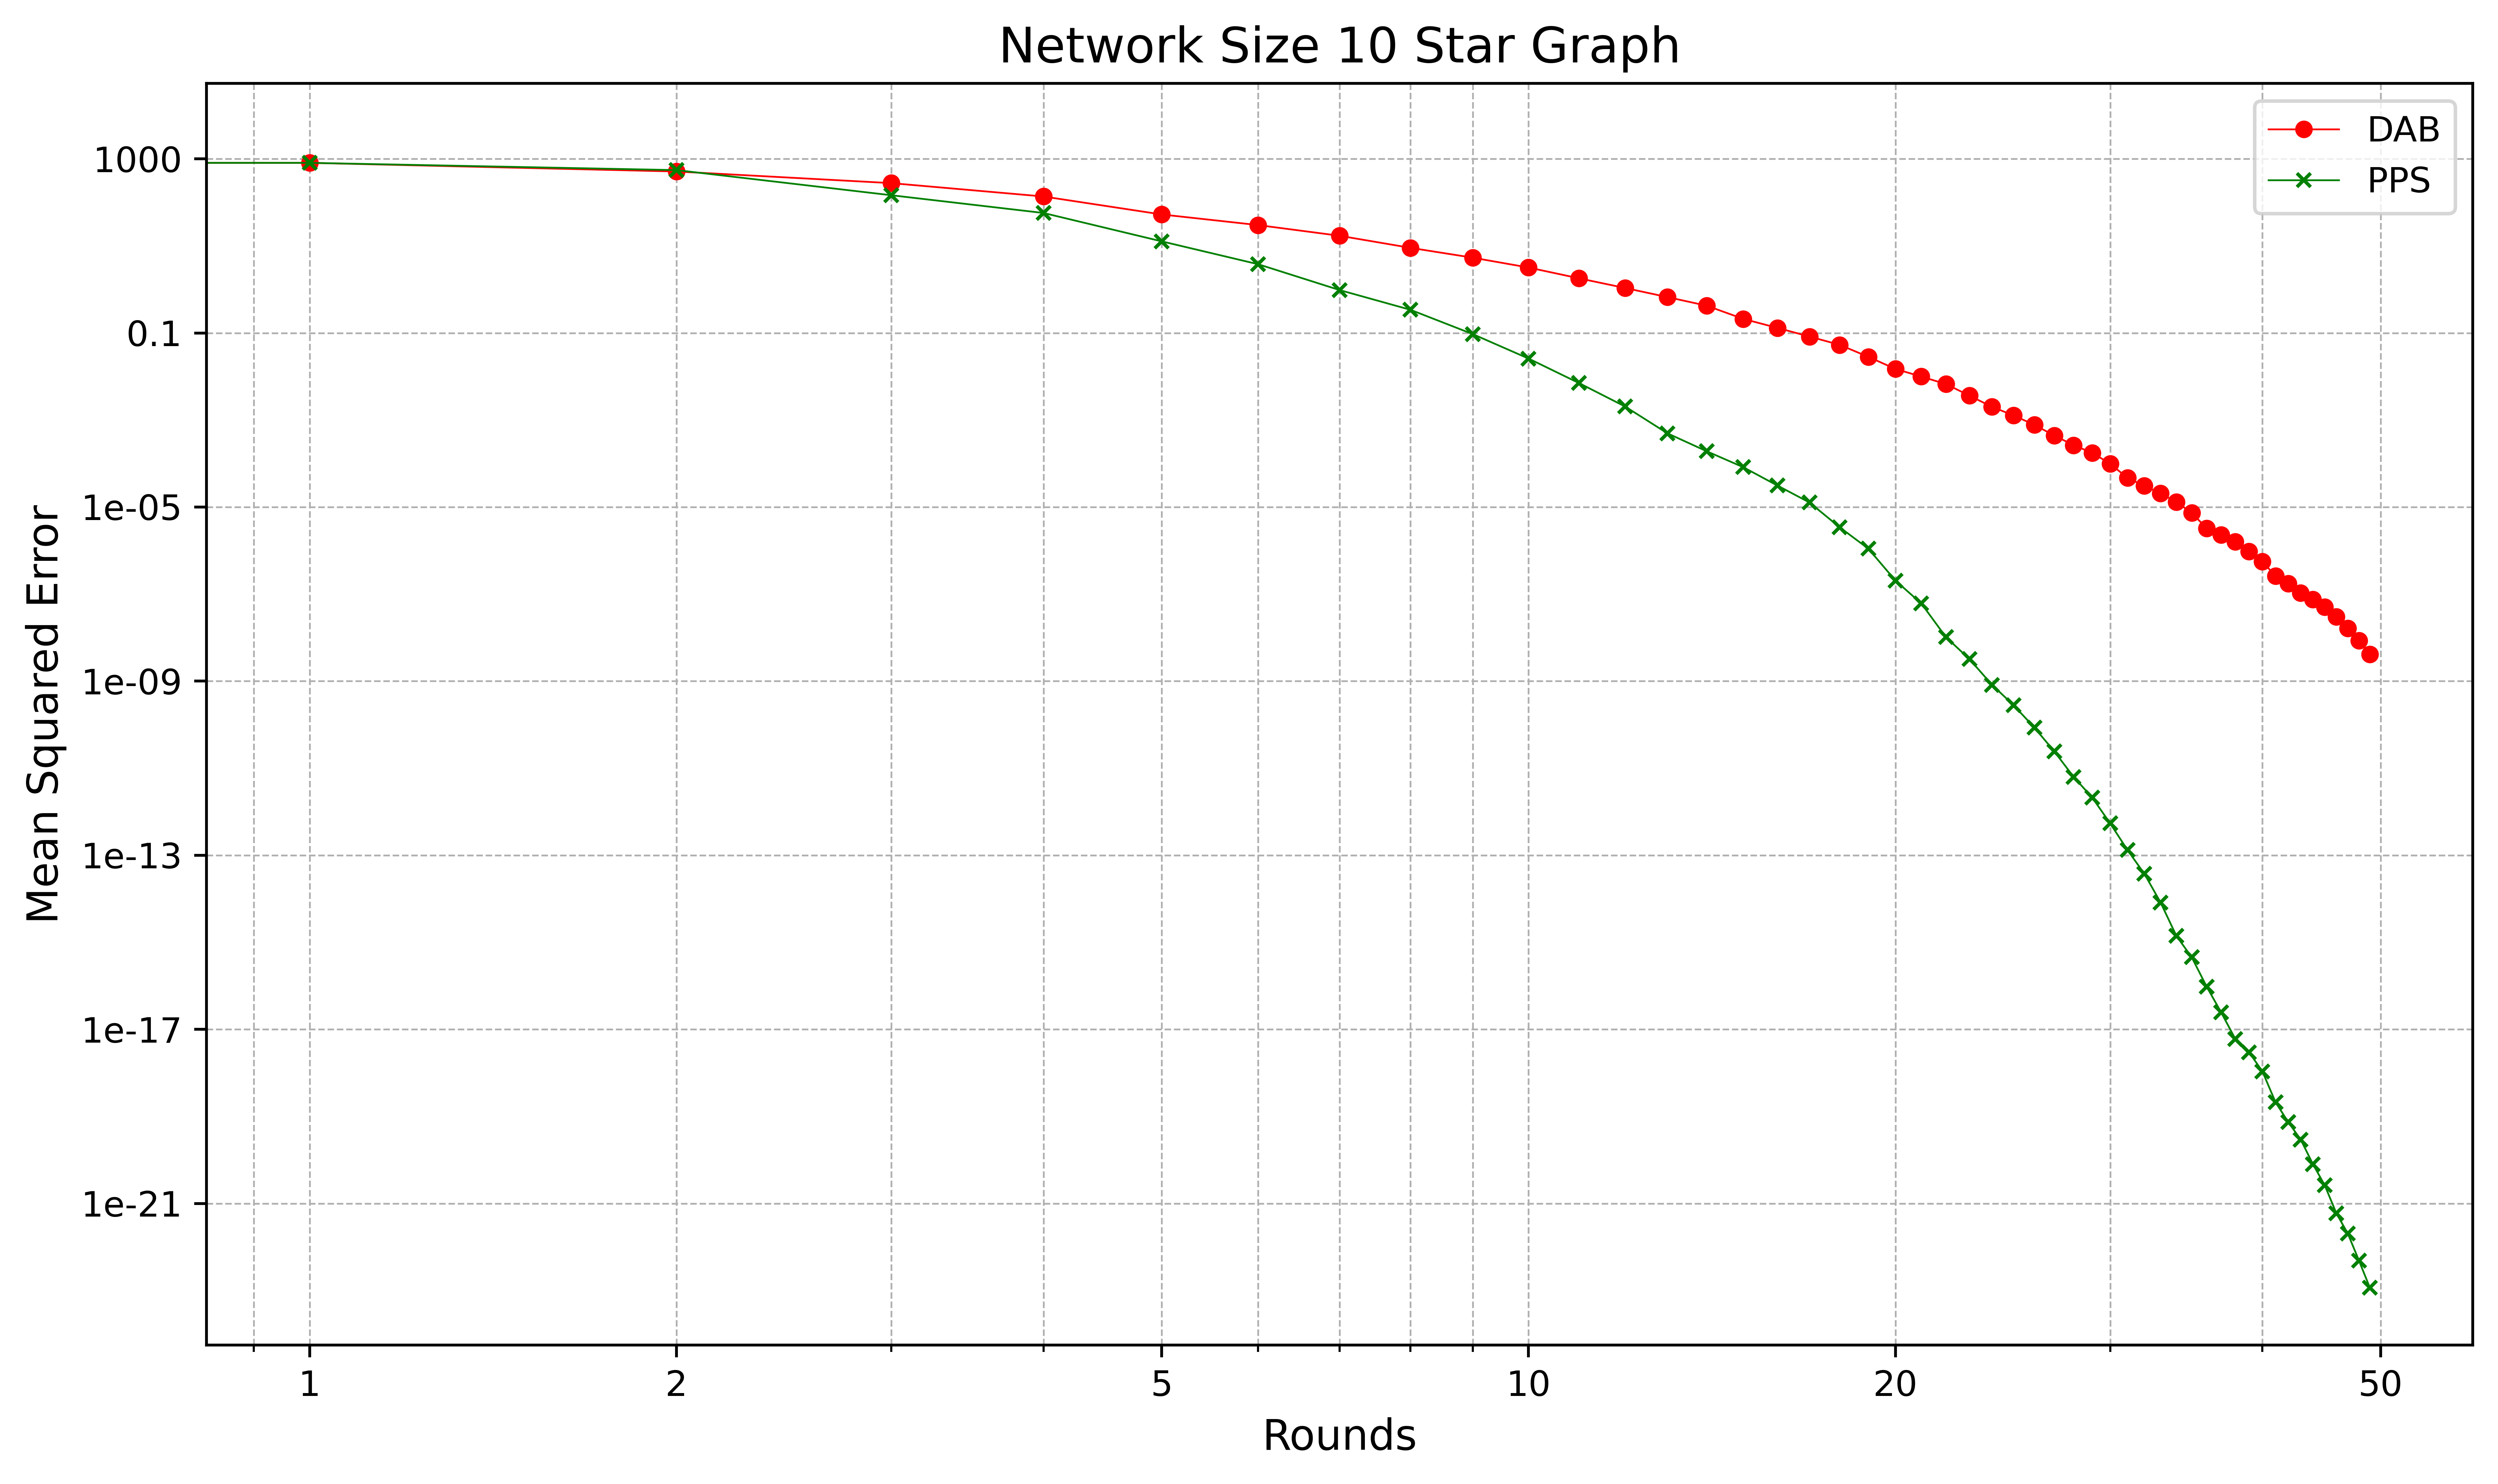 Network Size 10 Star Graph
DAB
PPS
1000
0.1
1e-05
1e-09
1e-13
1e-17
1e-21
Mean Squared Error
1 2 5 10 20 50
Rounds